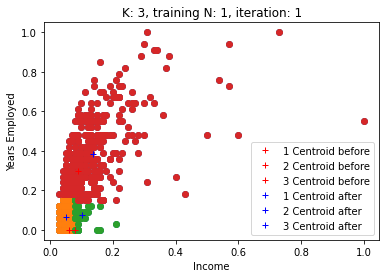 K: 3, training N: 1, iteration: 1
1.0
0.8
0.6
0.4
0.2
0.0
Years Employed
1 Centroid before
2 Centroid before
3 Centroid before
1 Centroid after
2 Centroid after
3 Centroid after
0.0 0.2 0.4 0.6 0.8 1.0
Income